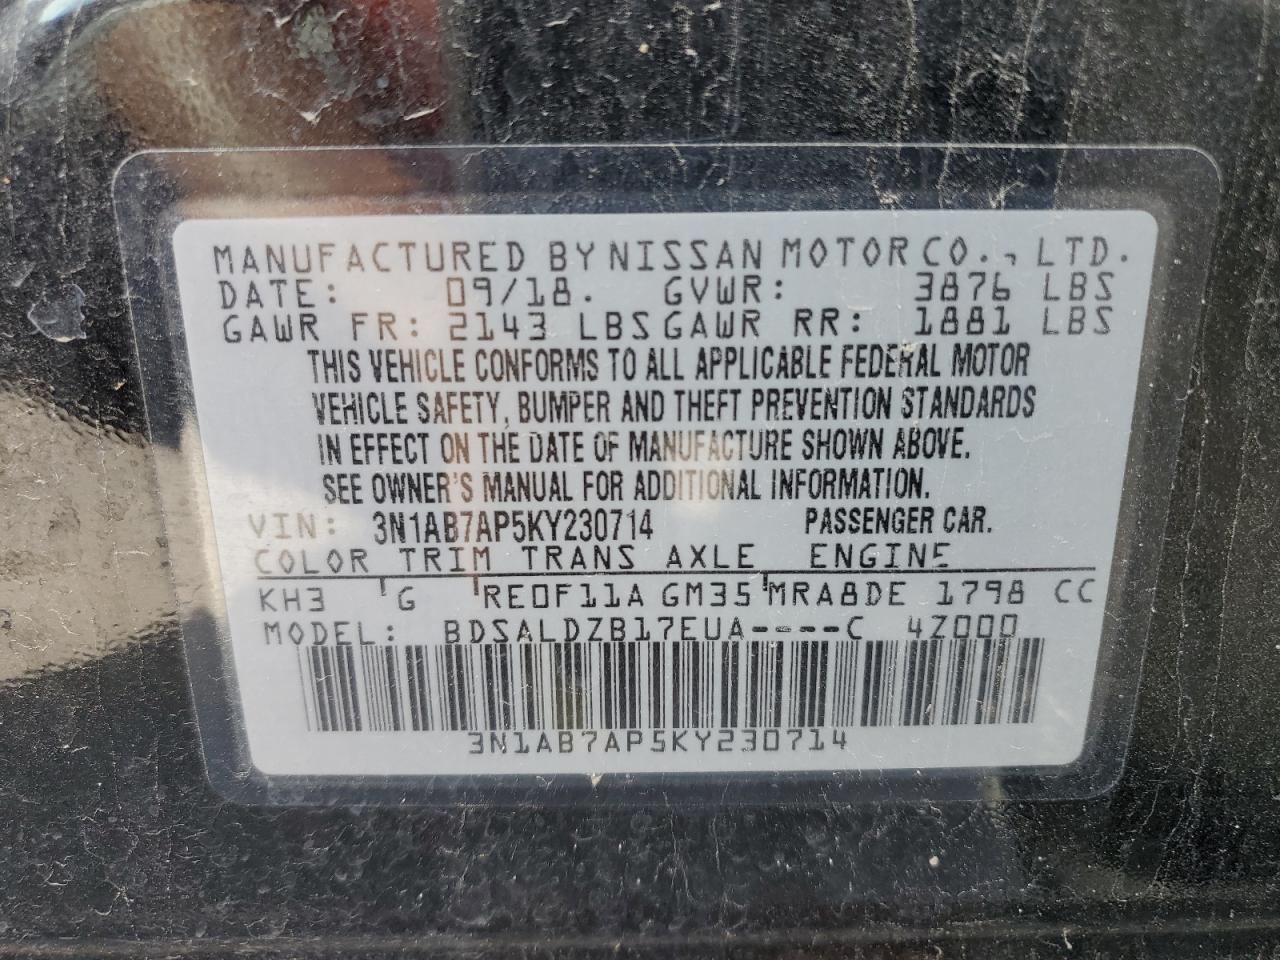 MANUFACTURED BY NISSAN MOTOR CO., LTD.
DATE: 09/18. GVWR: 3876 LBS
GAWR FR: 2143 LBS GAWR RR: 1881 LBS
THIS VEHICLE CONFORMS TO ALL APPLICABLE FEDERAL MOTOR
VEHICLE SAFETY, BUMPER AND THEFT PREVENTION STANDARDS
IN EFFECT ON THE DATE OF MANUFACTURE SHOWN ABOVE.
SEE OWNER'S MANUAL FOR ADDITIONAL INFORMATION.
VIN: 3N1AB7AP5KY230714 PASSENGER CAR.
COLOR TRIM TRANS AXLE ENGINE
KH3 G RE0F11A GM35 MRA8DE 1798 CC
MODEL: BDSALDZB17EUA----C 4Z000
3N1AB7AP5KY230714